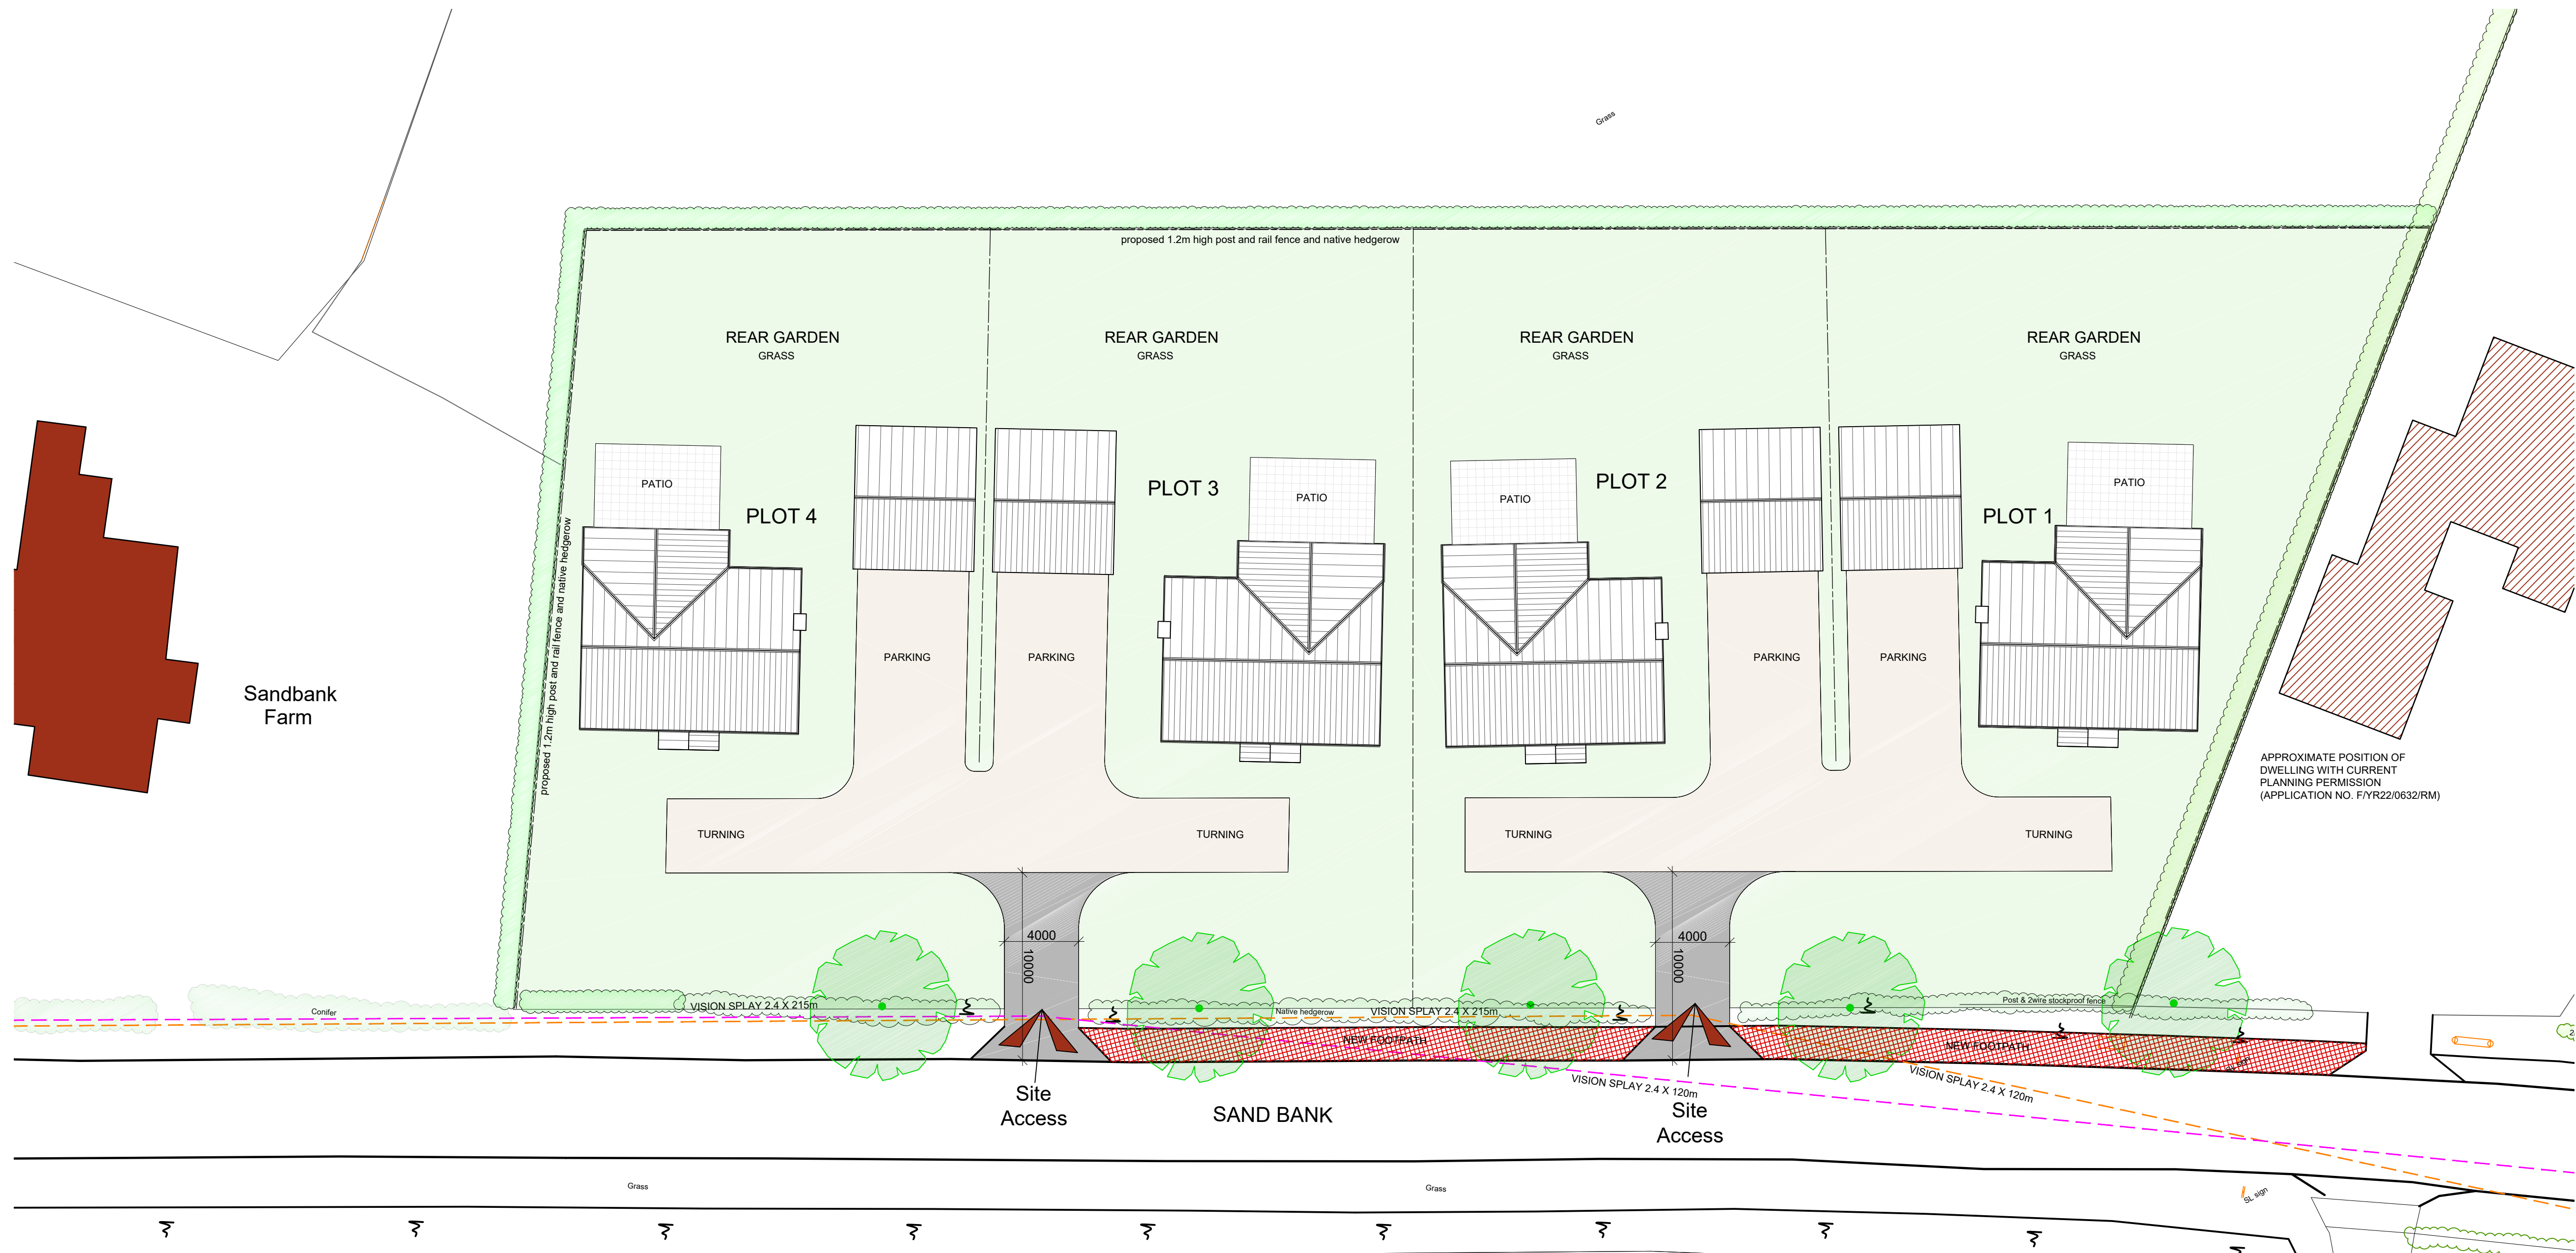 Grass
proposed 1.2m high post and rail fence and native hedgerow
REAR GARDEN
GRASS
REAR GARDEN
GRASS
REAR GARDEN
GRASS
REAR GARDEN
GRASS
PATIO
PLOT 4
PLOT 3
PATIO
PATIO
PLOT 2
PLOT 1
PATIO
proposed 1.2m high post and rail fence and native hedgerow
Sandbank
Farm
PARKING
PARKING
PARKING
PARKING
APPROXIMATE POSITION OF
DWELLING WITH CURRENT
PLANNING PERMISSION
(APPLICATION NO. F/YR22/0632/RM)
TURNING
TURNING
TURNING
TURNING
4000
10000
4000
10000
Conifer
VISION SPLAY 2.4 X 215m
Native hedgerow
VISION SPLAY 2.4 X 215m
Post & 2wire stockproof fence
NEW FOOTPATH
NEW FOOTPATH
VISION SPLAY 2.4 X 120m
VISION SPLAY 2.4 X 120m
Site
Access
SAND BANK
Site
Access
Grass
Grass
SL sign